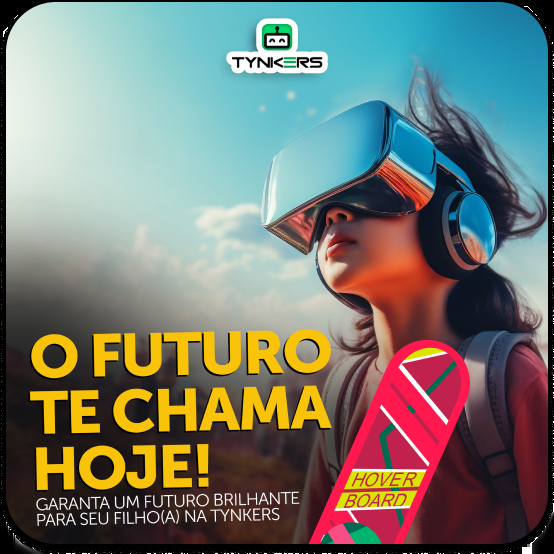 TYNKERS
O FUTURO
TE CHAMA
HOJE!
GARANTA UM FUTURO BRILHANTE
PARA SEU FILHO(A) NA TYNKERS
HOVER
BOARD